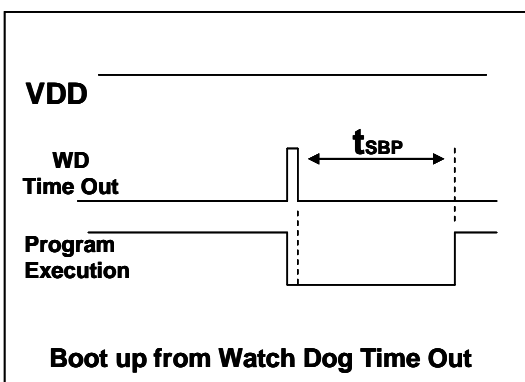 VDD
tSBP
WD
Time Out
Program
Execution
Boot up from Watch Dog Time Out